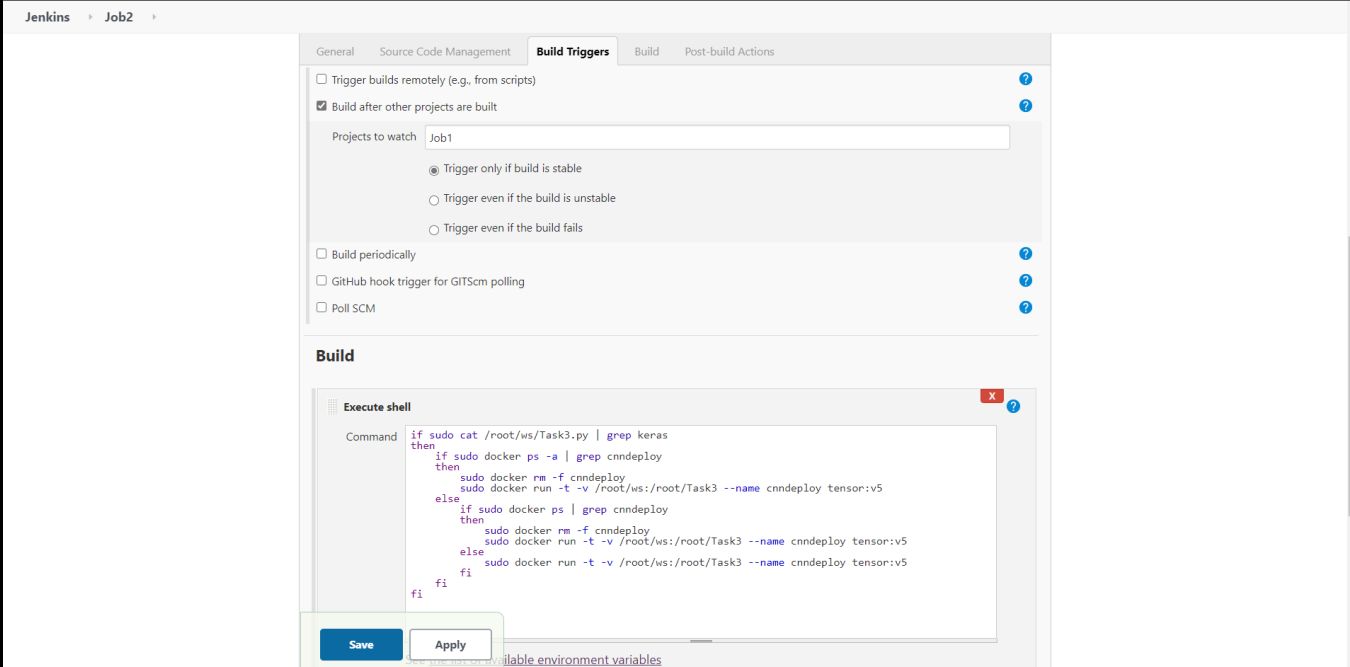 Jenkins Job2
General Source Code Management Build Triggers Build Post-build Actions
Trigger builds remotely (e.g., from scripts) ?
Build after other projects are built ?
Projects to watch Job1
Trigger only if build is stable
Trigger even if the build is unstable
Trigger even if the build fails
Build periodically ?
GitHub hook trigger for GITScm polling ?
Poll SCM ?
Build
X
Execute shell ?
Command
if sudo cat /root/ws/Task3.py | grep keras
then
    if sudo docker ps -a | grep cnndeploy
    then
        sudo docker rm -f cnndeploy
        sudo docker run -t -v /root/ws:/root/Task3 --name cnndeploy tensor:v5
    else
        if sudo docker ps | grep cnndeploy
        then
            sudo docker rm -f cnndeploy
            sudo docker run -t -v /root/ws:/root/Task3 --name cnndeploy tensor:v5
        else
            sudo docker run -t -v /root/ws:/root/Task3 --name cnndeploy tensor:v5
        fi
    fi
fi
Save Apply
See the list of available environment variables